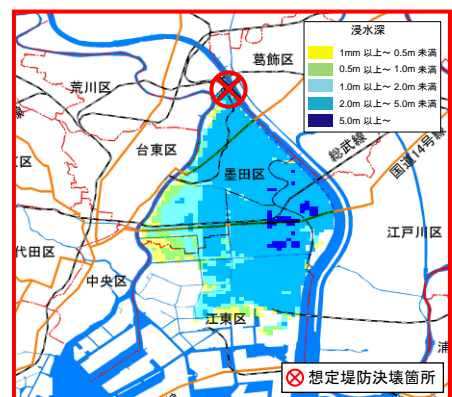 浸水深
1mm 以上～ 0.5m 未満
0.5m 以上～ 1.0m 未満
1.0m 以上～ 2.0m 未満
2.0m 以上～ 5.0m 未満
5.0m 以上～
葛飾区
荒川区
台東区
総武線
国道14号線
墨田区
江戸川区
代田区
中央区
江東区
浦
想定堤防決壊箇所